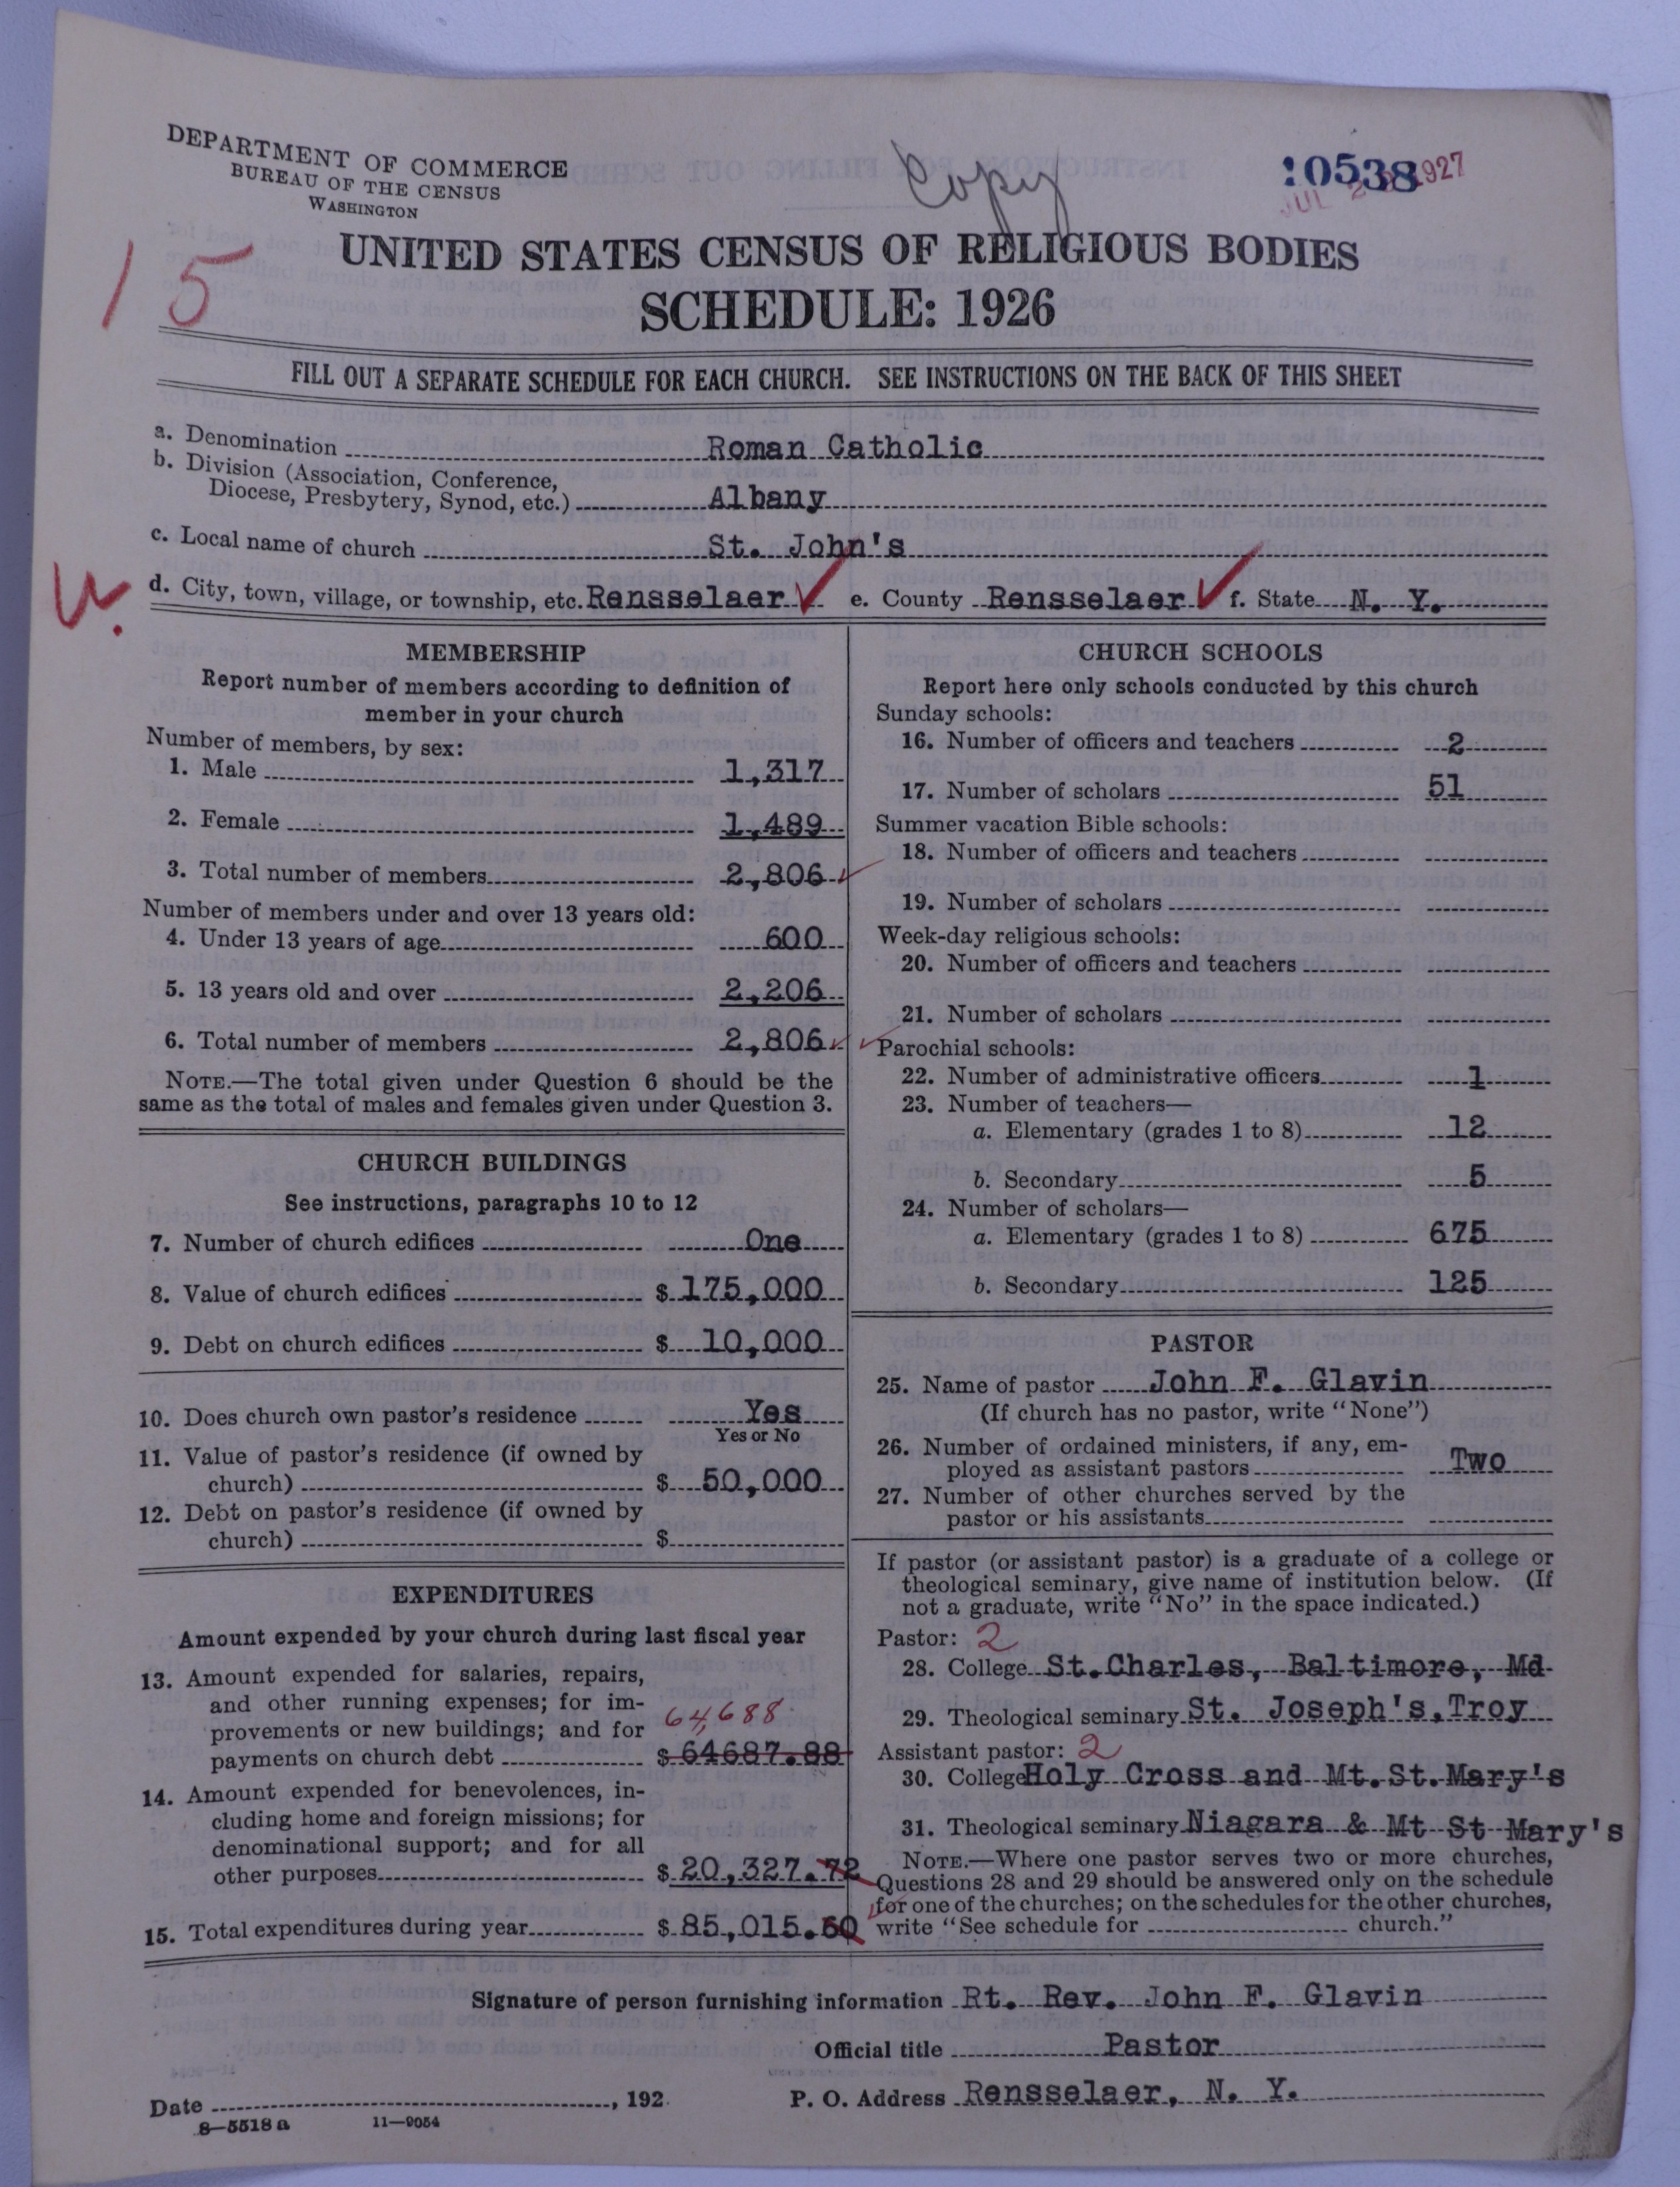 DEPARTMENT OF COMMERCE
BUREAU OF THE CENSUS
WASHINGTON
Copy
10538
JUL 1927
15
UNITED STATES CENSUS OF RELIGIOUS BODIES
SCHEDULE: 1926
FILL OUT A SEPARATE SCHEDULE FOR EACH CHURCH. SEE INSTRUCTIONS ON THE BACK OF THIS SHEET
a. Denomination Roman Catholic
b. Division (Association, Conference,
Diocese, Presbytery, Synod, etc.) Albany
c. Local name of church St. John's
d. City, town, village, or township, etc. Rensselaer e. County Rensselaer f. State N. Y.
MEMBERSHIP
Report number of members according to definition of
member in your church
Number of members, by sex:
1. Male 1,317
2. Female 1,489
3. Total number of members 2,806
Number of members under and over 13 years old:
4. Under 13 years of age 600
5. 13 years old and over 2,206
6. Total number of members 2,806
NOTE.—The total given under Question 6 should be the
same as the total of males and females given under Question 3.
CHURCH BUILDINGS
See instructions, paragraphs 10 to 12
7. Number of church edifices One
8. Value of church edifices $ 175,000
9. Debt on church edifices $ 10,000
10. Does church own pastor's residence Yes
Yes or No
11. Value of pastor's residence (if owned by
church) $ 50,000
12. Debt on pastor's residence (if owned by
church) $
EXPENDITURES
Amount expended by your church during last fiscal year
13. Amount expended for salaries, repairs,
and other running expenses; for im-
provements or new buildings; and for 64,688
payments on church debt $ 64687.88
14. Amount expended for benevolences, in-
cluding home and foreign missions; for
denominational support; and for all
other purposes $ 20,327.72
15. Total expenditures during year $ 85,015.60
CHURCH SCHOOLS
Report here only schools conducted by this church
Sunday schools:
16. Number of officers and teachers 2
17. Number of scholars 51
Summer vacation Bible schools:
18. Number of officers and teachers
19. Number of scholars
Week-day religious schools:
20. Number of officers and teachers
21. Number of scholars
Parochial schools:
22. Number of administrative officers 1
23. Number of teachers—
a. Elementary (grades 1 to 8) 12
b. Secondary 5
24. Number of scholars—
a. Elementary (grades 1 to 8) 675
b. Secondary 125
PASTOR
25. Name of pastor John F. Glavin
(If church has no pastor, write "None")
26. Number of ordained ministers, if any, em-
ployed as assistant pastors Two
27. Number of other churches served by the
pastor or his assistants
If pastor (or assistant pastor) is a graduate of a college or
theological seminary, give name of institution below. (If
not a graduate, write "No" in the space indicated.)
Pastor: 2
28. College St.Charles, Baltimore, Md
29. Theological seminary St. Joseph's,Troy
Assistant pastor: 2
30. College Holy Cross and Mt.St.Mary's
31. Theological seminary Niagara & Mt St Mary's
NOTE.—Where one pastor serves two or more churches,
Questions 28 and 29 should be answered only on the schedule
for one of the churches; on the schedules for the other churches,
write "See schedule for church."
Signature of person furnishing information Rt. Rev. John F. Glavin
Official title Pastor
Date , 192 P. O. Address Rensselaer, N. Y.
8—5518 a 11—9054